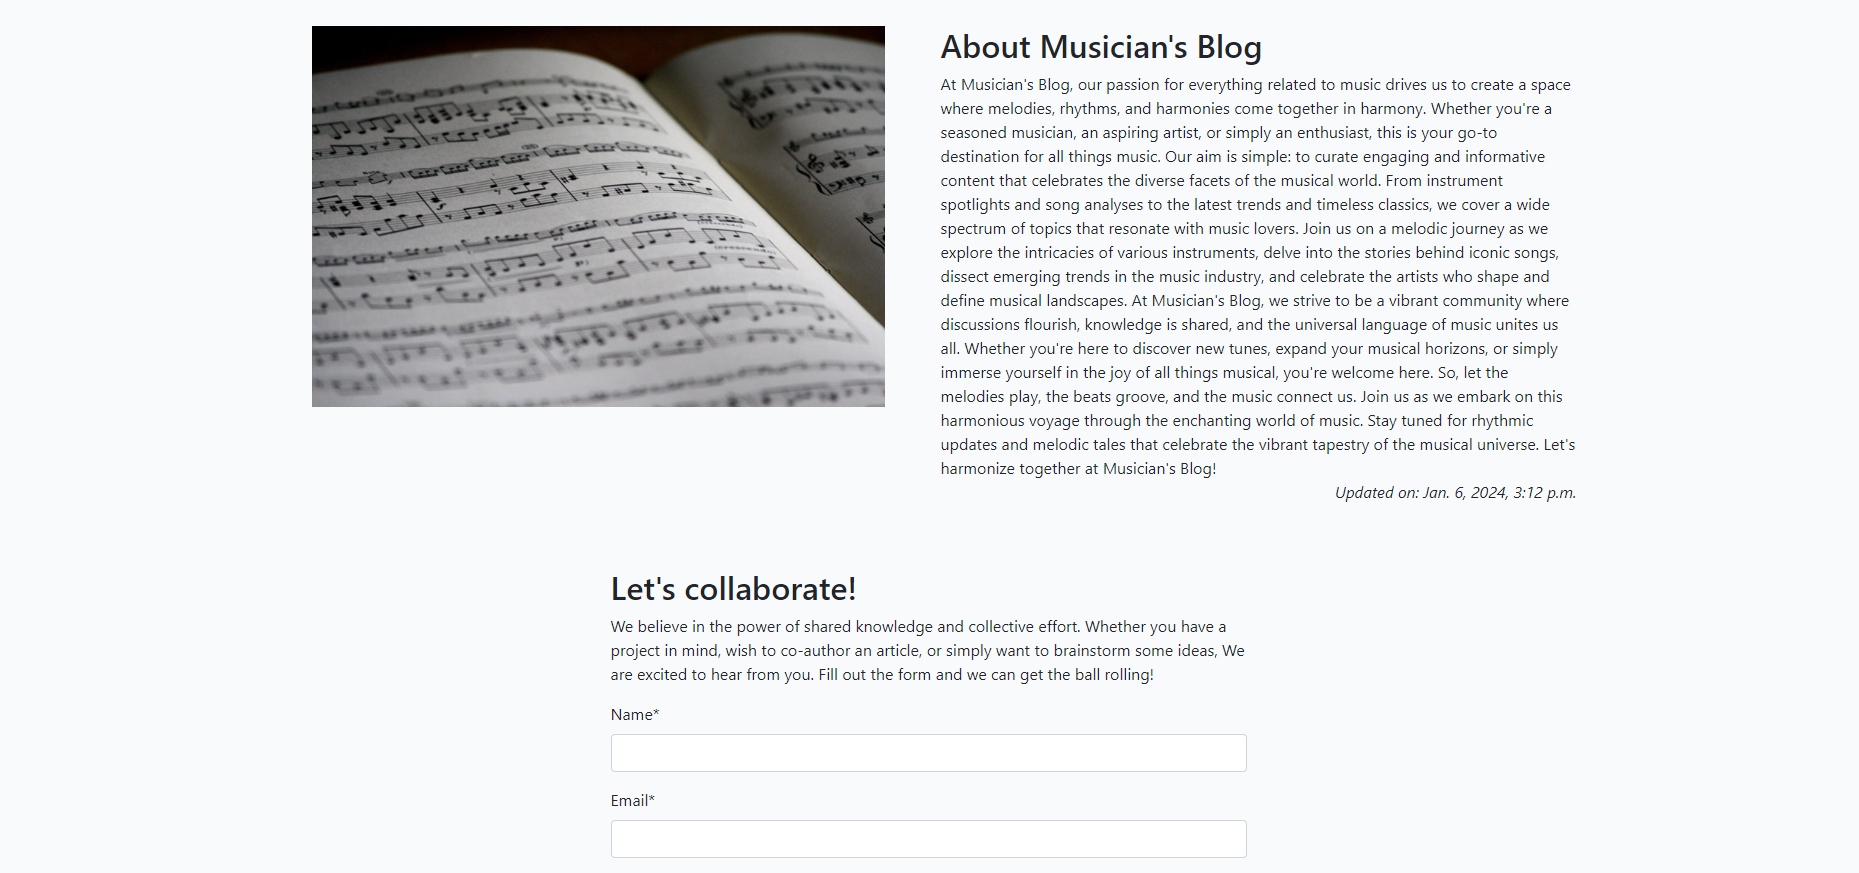 About Musician's Blog
At Musician's Blog, our passion for everything related to music drives us to create a space
where melodies, rhythms, and harmonies come together in harmony. Whether you're a
seasoned musician, an aspiring artist, or simply an enthusiast, this is your go-to
destination for all things music. Our aim is simple: to curate engaging and informative
content that celebrates the diverse facets of the musical world. From instrument
spotlights and song analyses to the latest trends and timeless classics, we cover a wide
spectrum of topics that resonate with music lovers. Join us on a melodic journey as we
explore the intricacies of various instruments, delve into the stories behind iconic songs,
dissect emerging trends in the music industry, and celebrate the artists who shape and
define musical landscapes. At Musician's Blog, we strive to be a vibrant community where
discussions flourish, knowledge is shared, and the universal language of music unites us
all. Whether you're here to discover new tunes, expand your musical horizons, or simply
immerse yourself in the joy of all things musical, you're welcome here. So, let the
melodies play, the beats groove, and the music connect us. Join us as we embark on this
harmonious voyage through the enchanting world of music. Stay tuned for rhythmic
updates and melodic tales that celebrate the vibrant tapestry of the musical universe. Let's
harmonize together at Musician's Blog!
Updated on: Jan. 6, 2024, 3:12 p.m.
Let's collaborate!
We believe in the power of shared knowledge and collective effort. Whether you have a
project in mind, wish to co-author an article, or simply want to brainstorm some ideas, We
are excited to hear from you. Fill out the form and we can get the ball rolling!
Name*
Email*